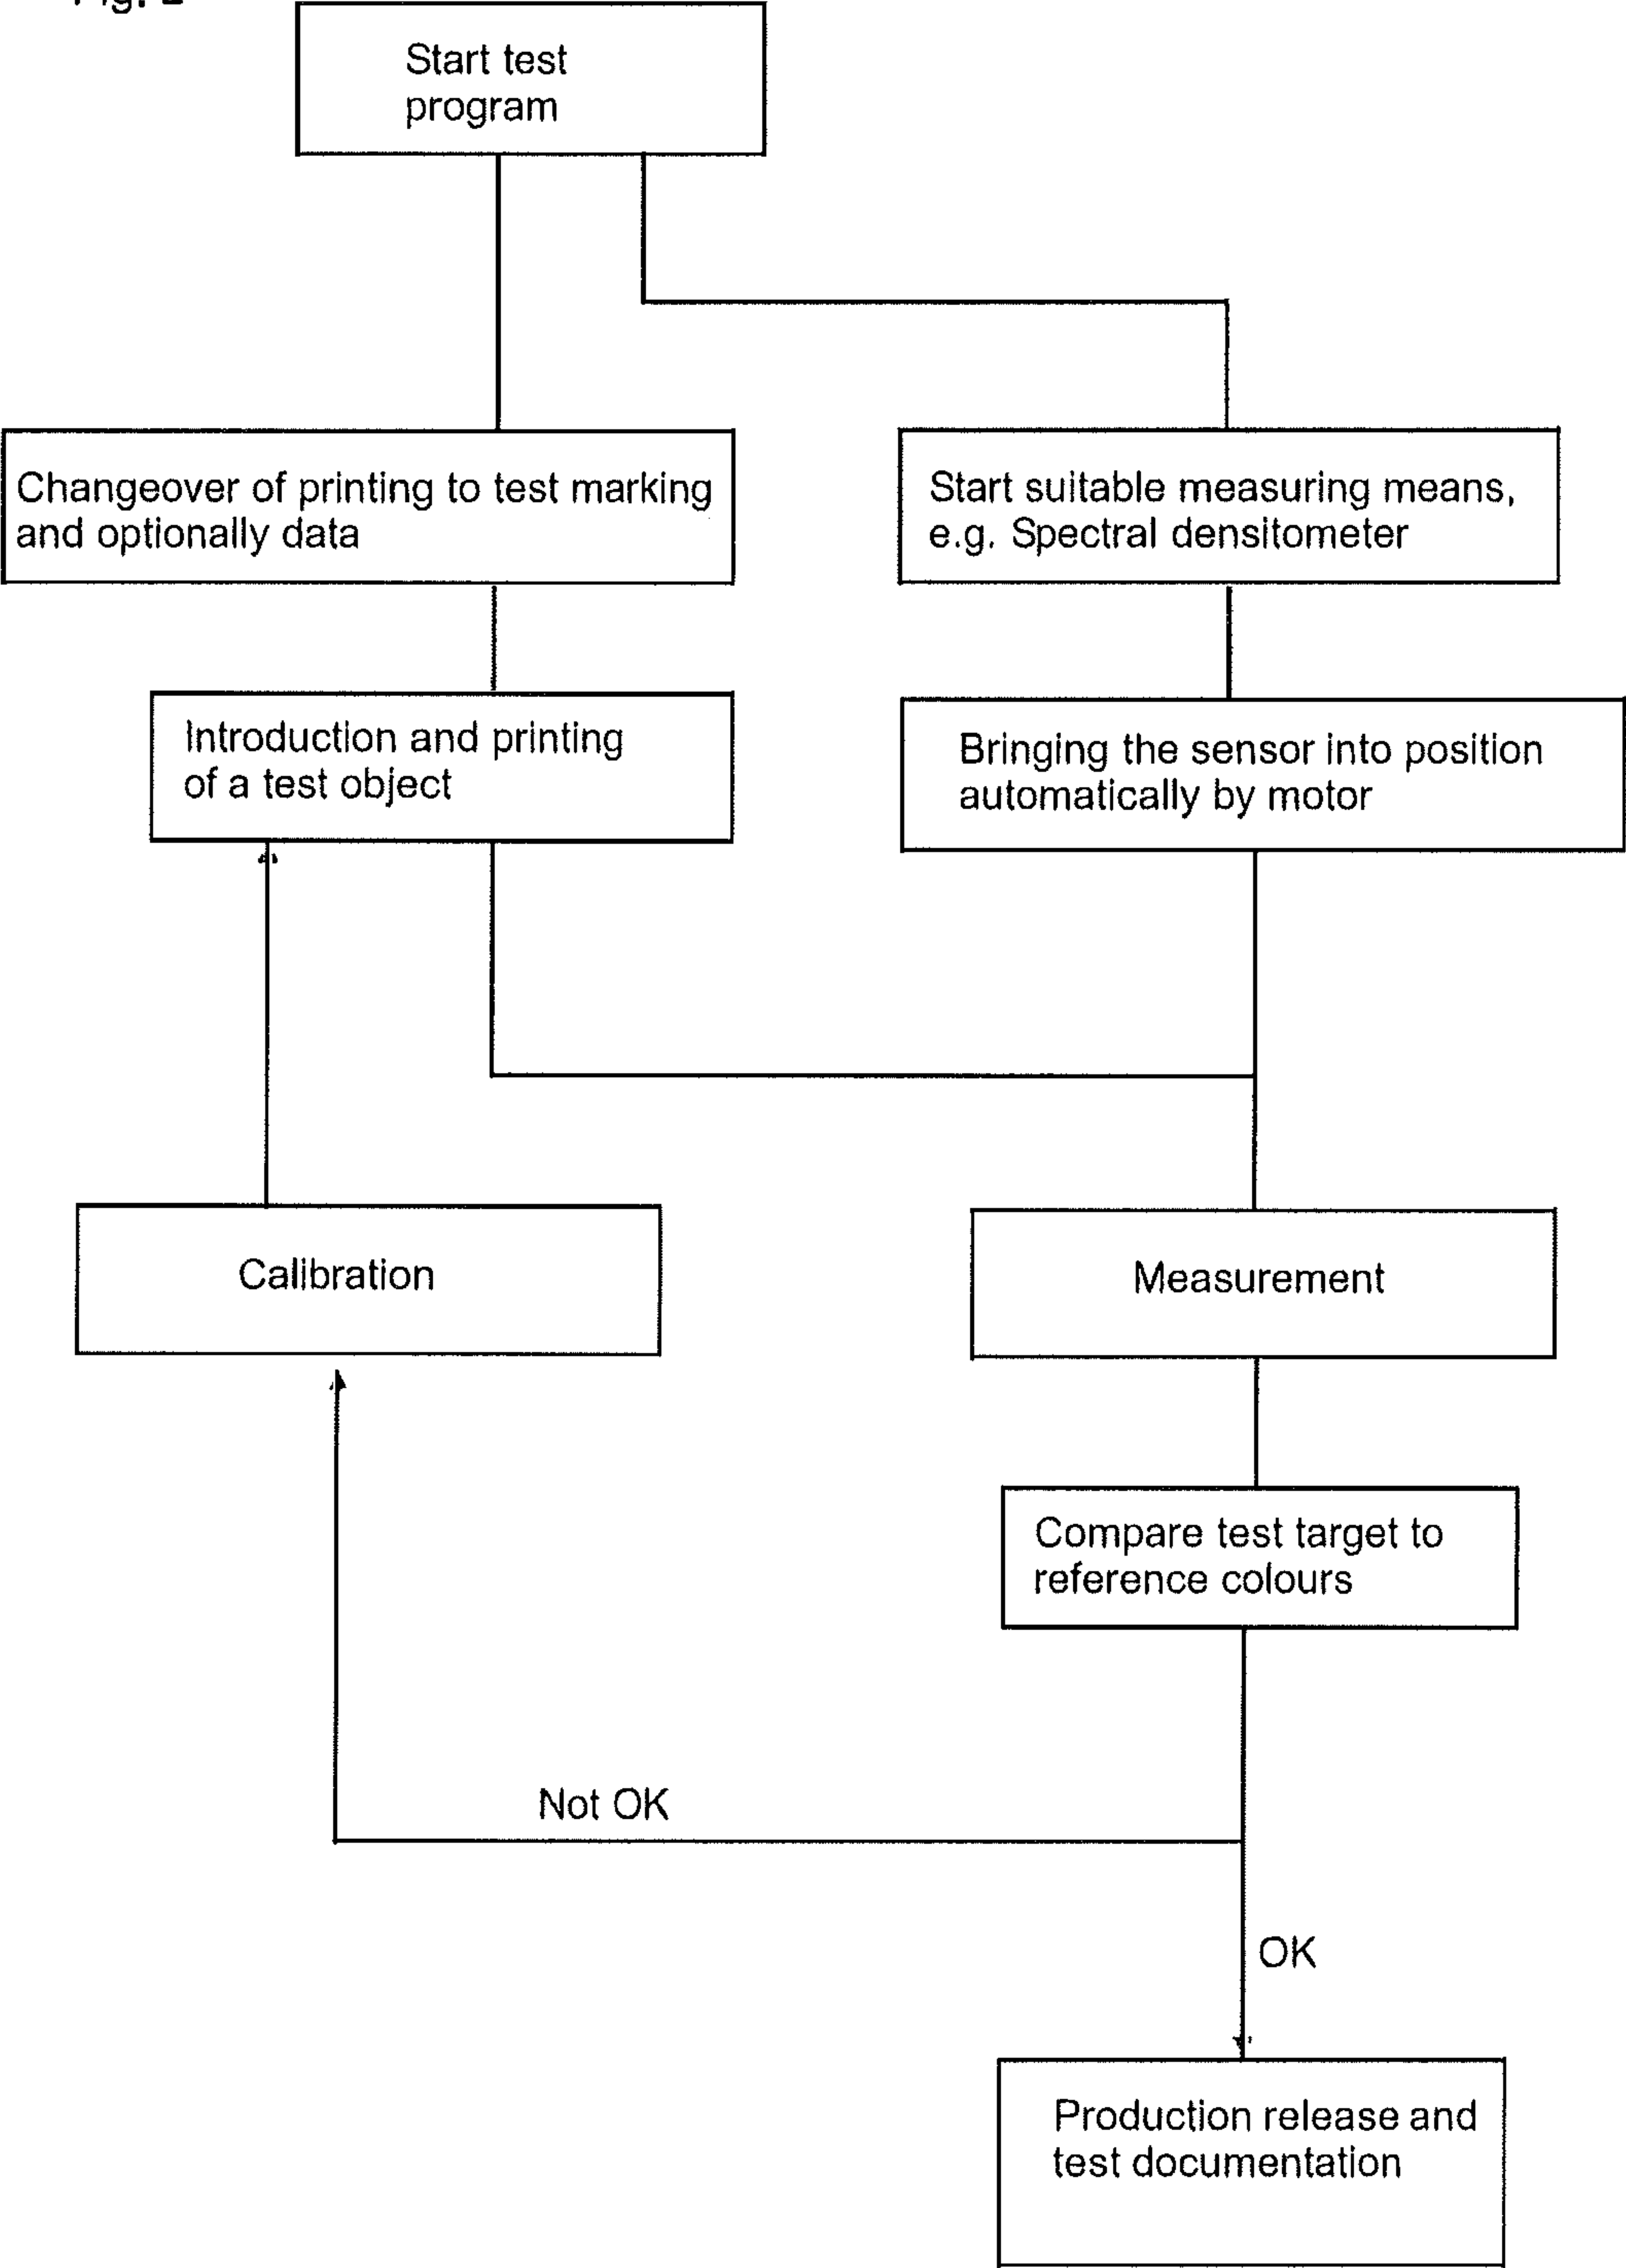 Start test
program
Changeover of printing to test marking
and optionally data
Start suitable measuring means,
e.g. Spectral densitometer
Introduction and printing
of a test object
Bringing the sensor into position
automatically by motor
Calibration
Measurement
Compare test target to
reference colours
Not OK
OK
Production release and
test documentation